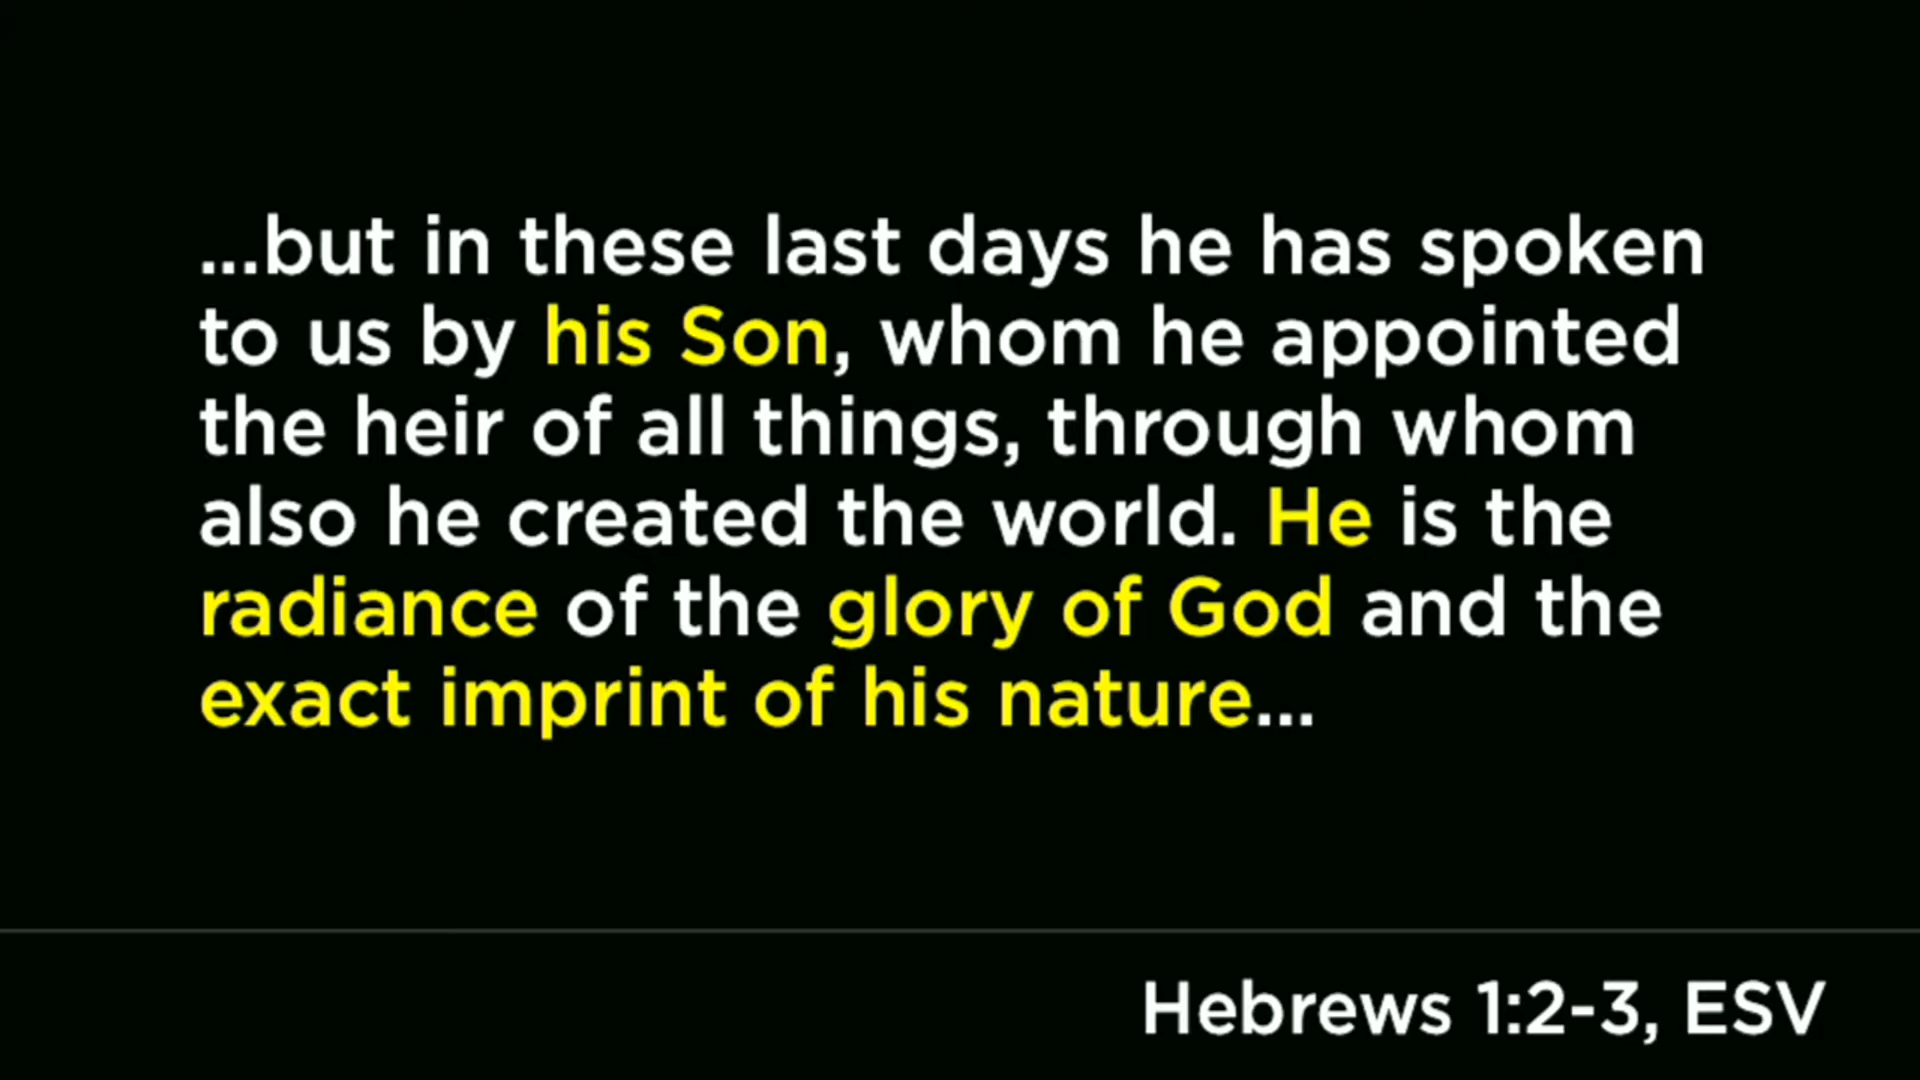 ...but in these last days he has spoken
to us by his Son, whom he appointed
the heir of all things, through whom
also he created the world. He is the
radiance of the glory of God and the
exact imprint of his nature...
Hebrews 1:2-3, ESV